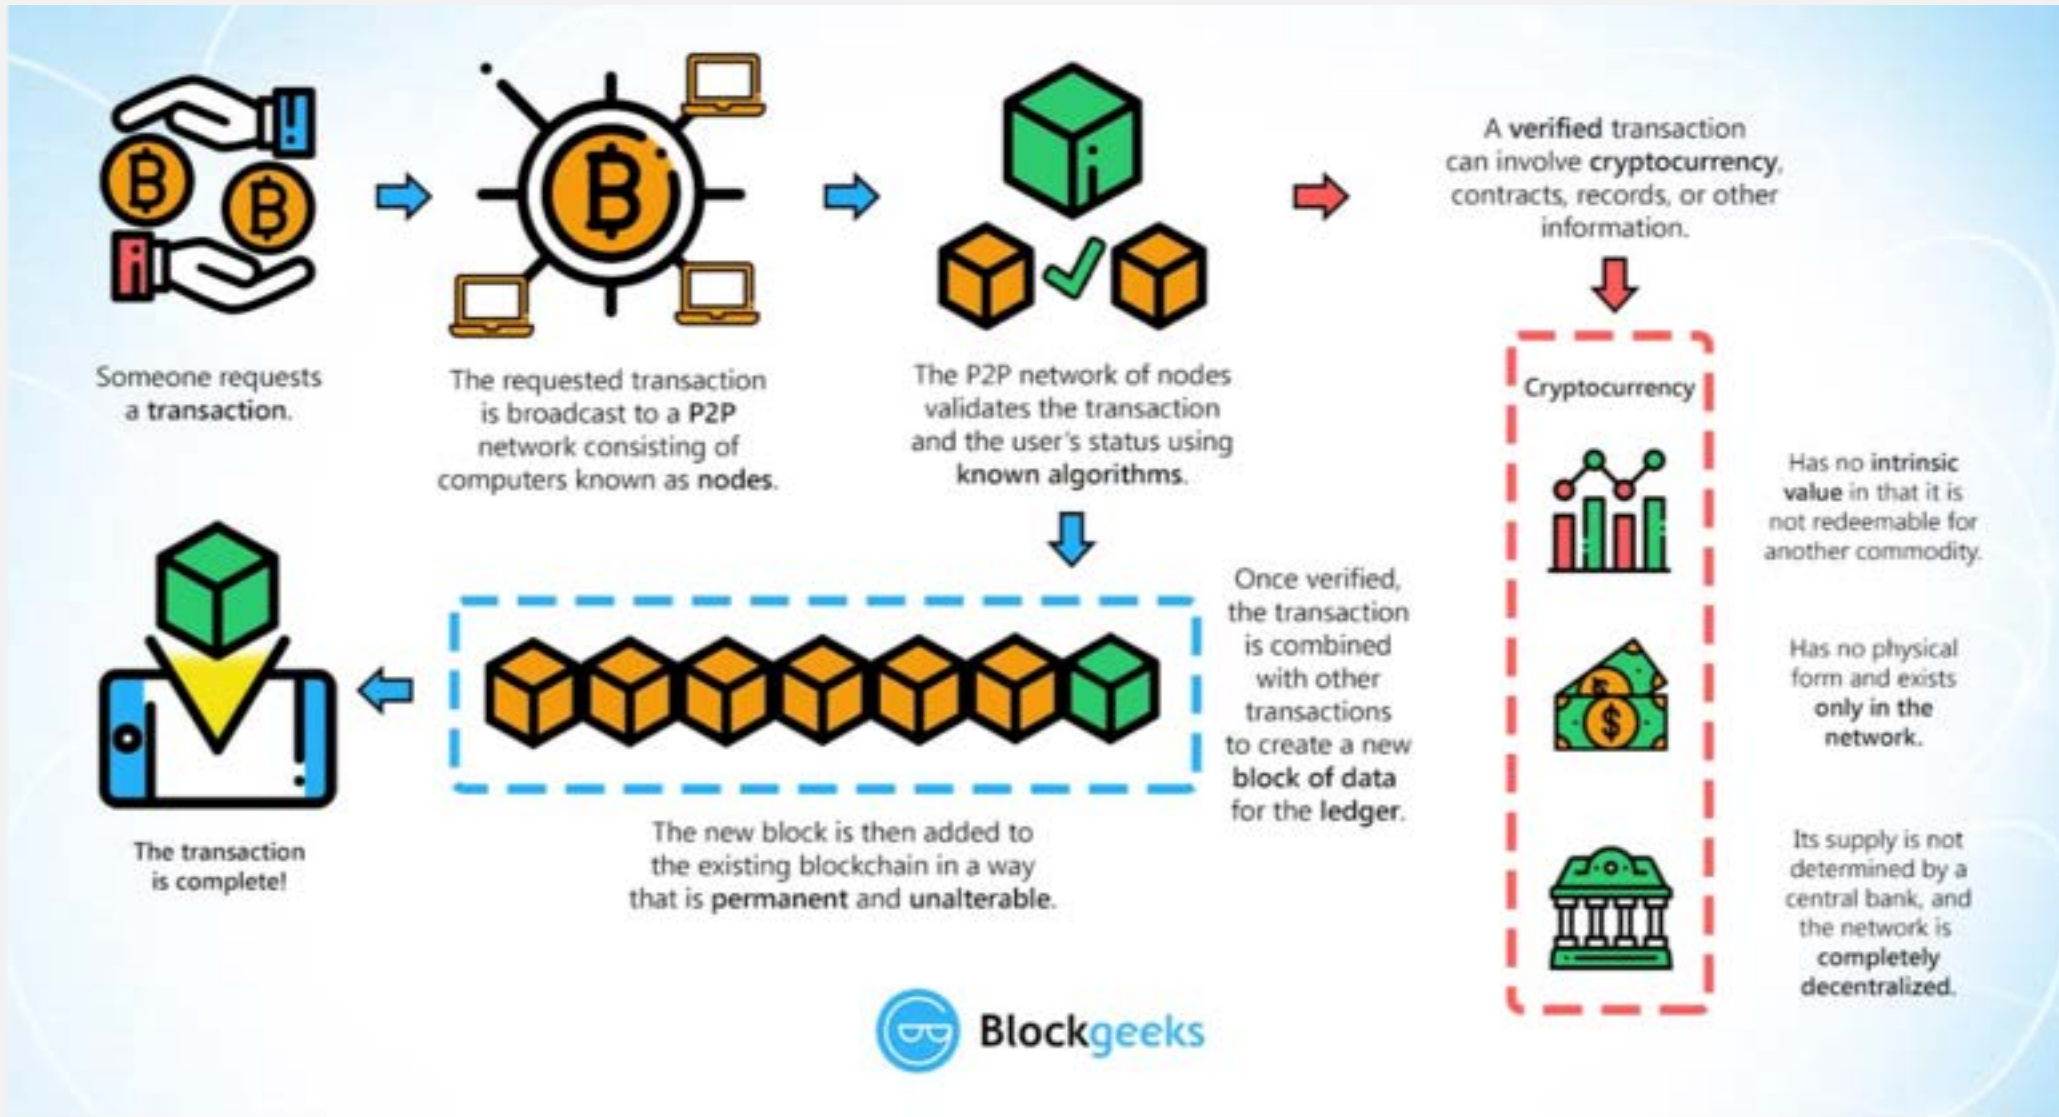 Someone requests
a transaction.
The requested transaction
is broadcast to a P2P
network consisting of
computers known as nodes.
The P2P network of nodes
validates the transaction
and the user's status using
known algorithms.
A verified transaction
can involve cryptocurrency,
contracts, records, or other
information.
Once verified,
the transaction
is combined
with other
transactions
to create a new
block of data
for the ledger.
The new block is then added to
the existing blockchain in a way
that is permanent and unalterable.
The transaction
is complete!
Cryptocurrency
Has no intrinsic
value in that it is
not redeemable for
another commodity.
Has no physical
form and exists
only in the
network.
Its supply is not
determined by a
central bank, and
the network is
completely
decentralized.
Blockgeeks